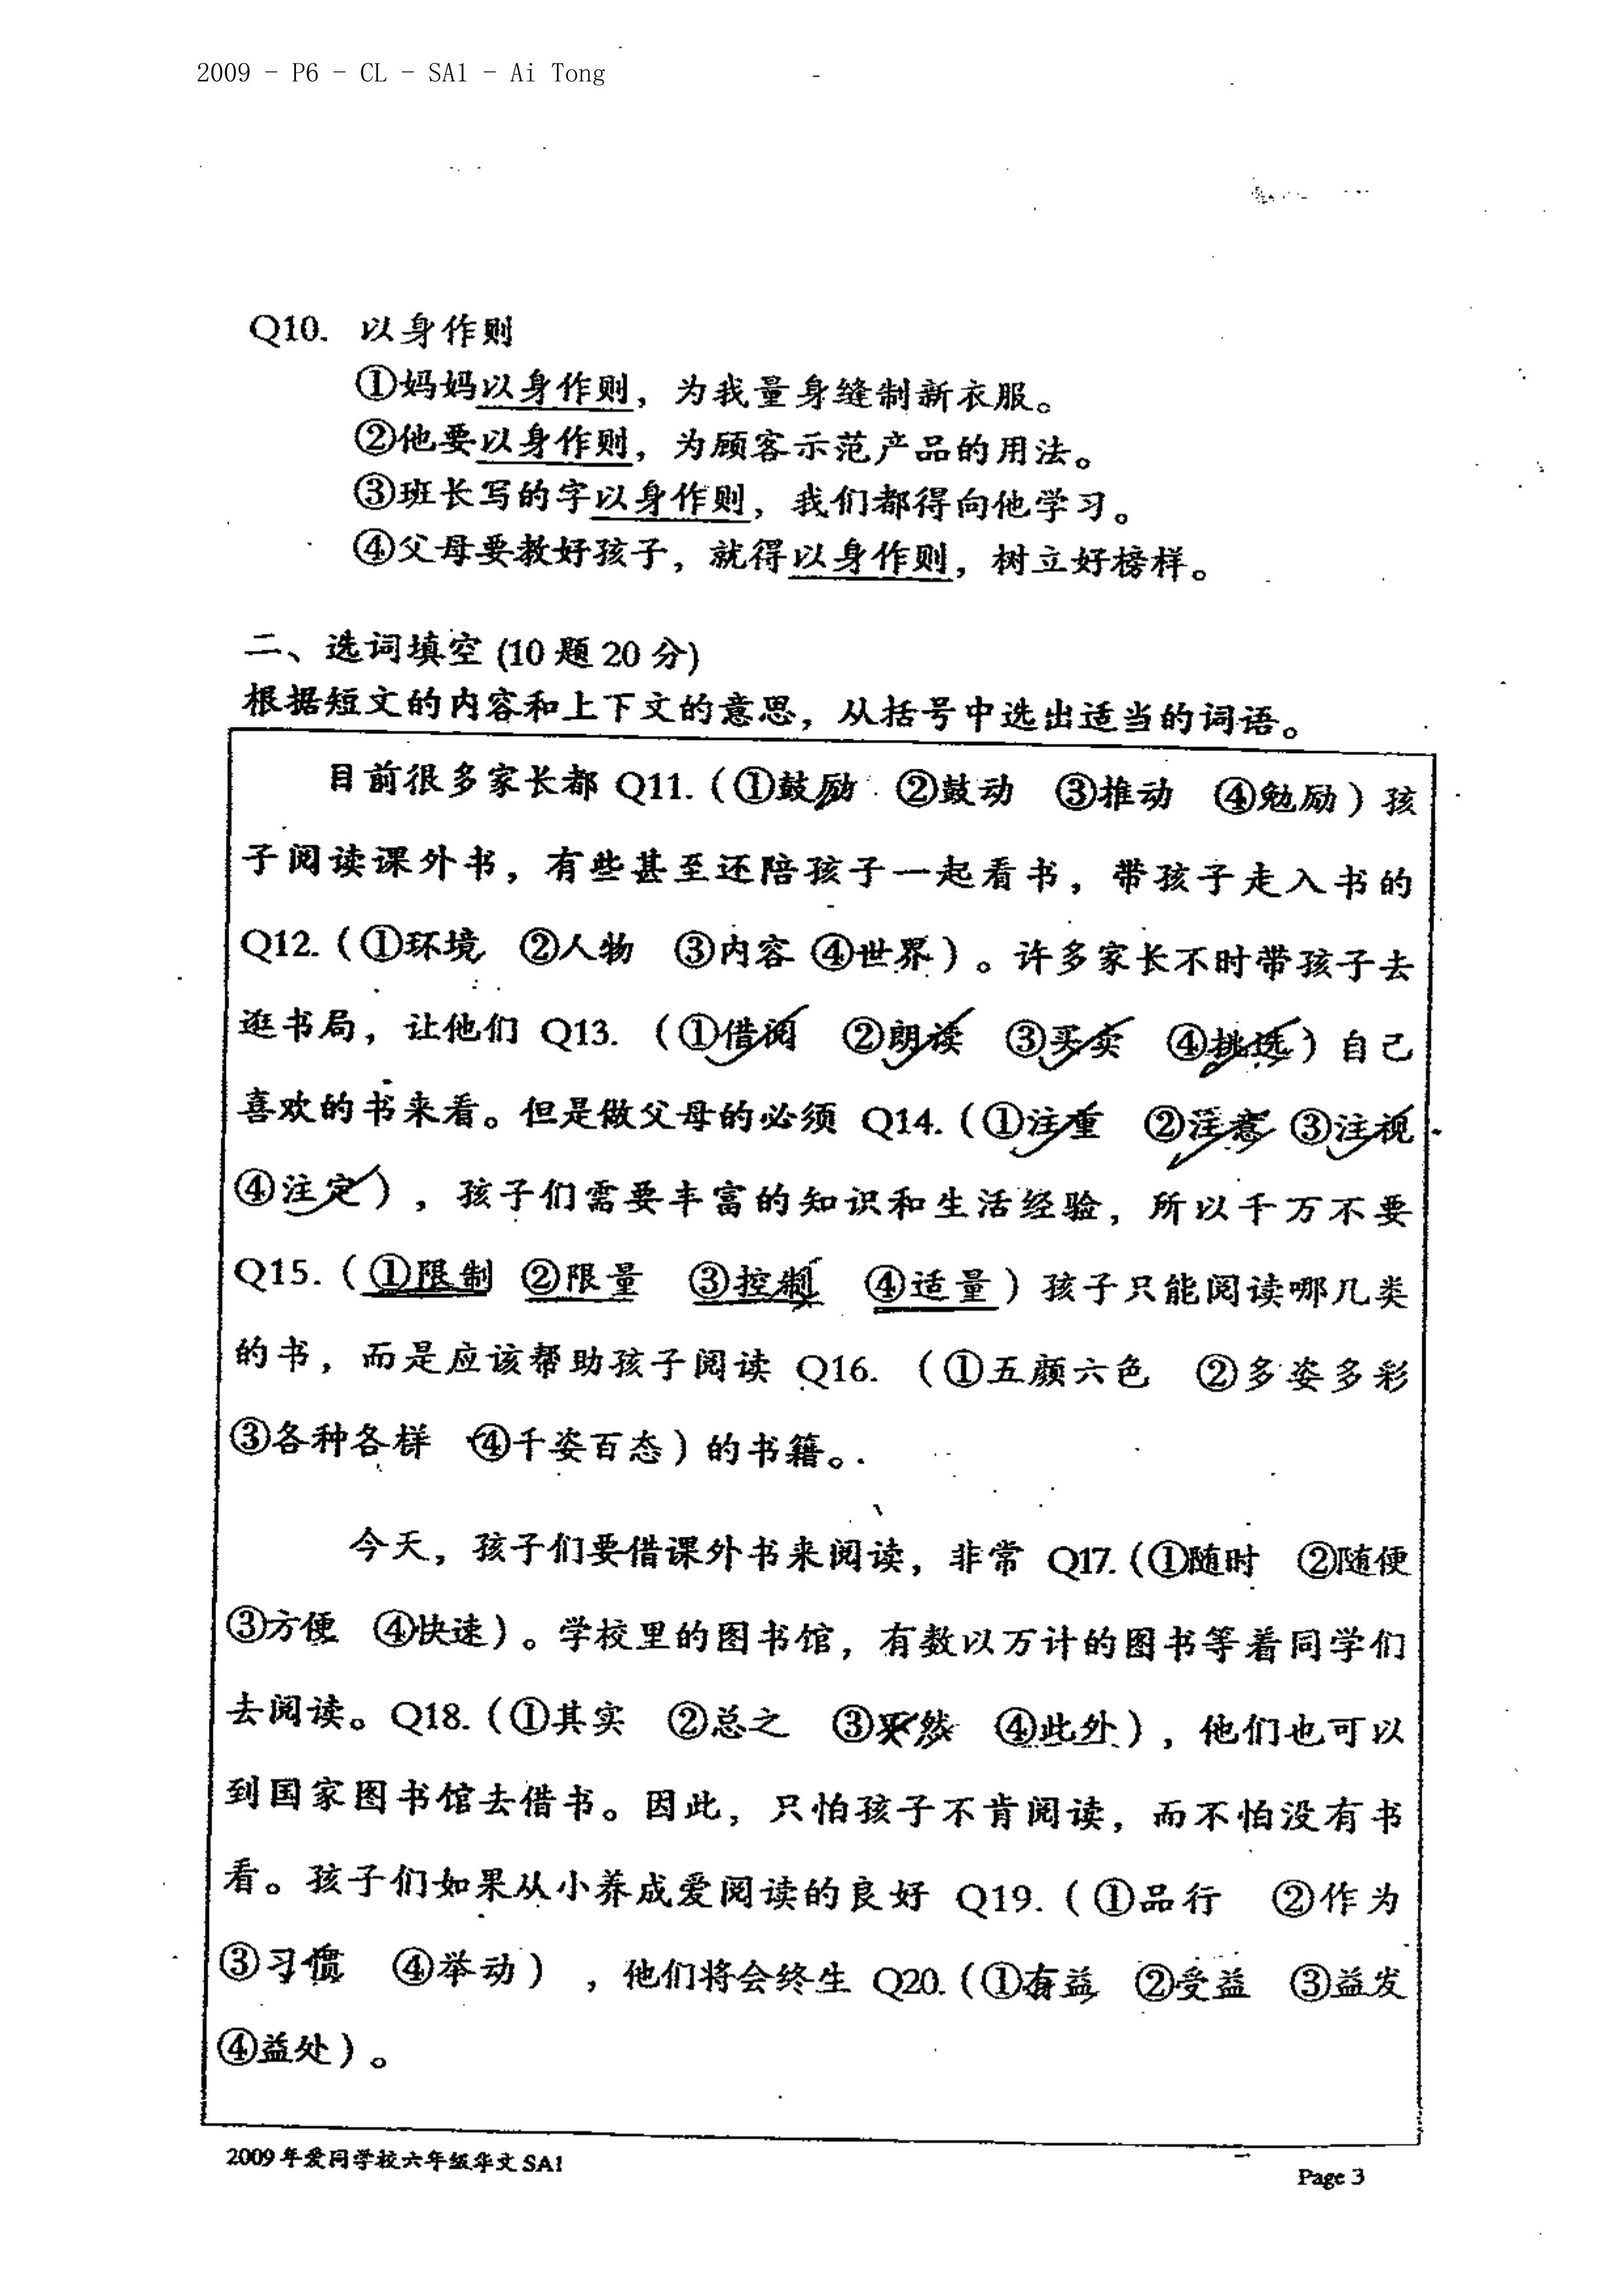 2009 - P6 - CL - SA1 - Ai Tong
Q10. 以身作则
①妈妈以身作则，为我量身缝制新衣服。
②他要以身作则，为顾客示范产品的用法。
③班长写的字以身作则，我们都得向他学习。
④父母要教好孩子，就得以身作则，树立好榜样。
二、选词填空 (10 题 20 分)
根据短文的内容和上下文的意思，从括号中选出适当的词语。
目前很多家长都 Q11. (①鼓励 ②鼓动 ③推动 ④勉励) 孩
子阅读课外书，有些甚至还陪孩子一起看书，带孩子走入书的
Q12. (①环境 ②人物 ③内容 ④世界) 。许多家长不时带孩子去
逛书局，让他们 Q13. (①借阅 ②朗读 ③买卖 ④挑选) 自己
喜欢的书来看。但是做父母的必须 Q14. (①注重 ②注意 ③注视
④注定) ，孩子们需要丰富的知识和生活经验，所以千万不要
Q15. (①限制 ②限量 ③控制 ④适量) 孩子只能阅读哪几类
的书，而是应该帮助孩子阅读 Q16. (①五颜六色 ②多姿多彩
③各种各样 ④千姿百态) 的书籍。
今天，孩子们要借课外书来阅读，非常 Q17. (①随时 ②随便
③方便 ④快速) 。学校里的图书馆，有数以万计的图书等着同学们
去阅读。Q18. (①其实 ②总之 ③果然 ④此外) ，他们也可以
到国家图书馆去借书。因此，只怕孩子不肯阅读，而不怕没有书
看。孩子们如果从小养成爱阅读的良好 Q19. (①品行 ②作为
③习惯 ④举动) ，他们将会终生 Q20. (①有益 ②受益 ③益发
④益处) 。
2009 年爱同学校六年级华文 SA1
Page 3